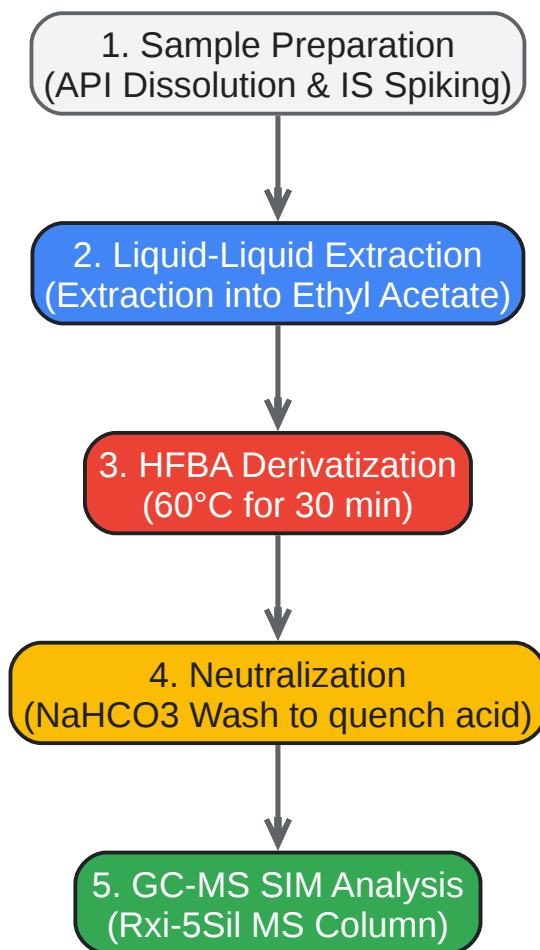 1. Sample Preparation
(API Dissolution & IS Spiking)
2. Liquid-Liquid Extraction
(Extraction into Ethyl Acetate)
3. HFBA Derivatization
(60°C for 30 min)
4. Neutralization
(NaHCO3 Wash to quench acid)
5. GC-MS SIM Analysis
(Rxi-5Sil MS Column)